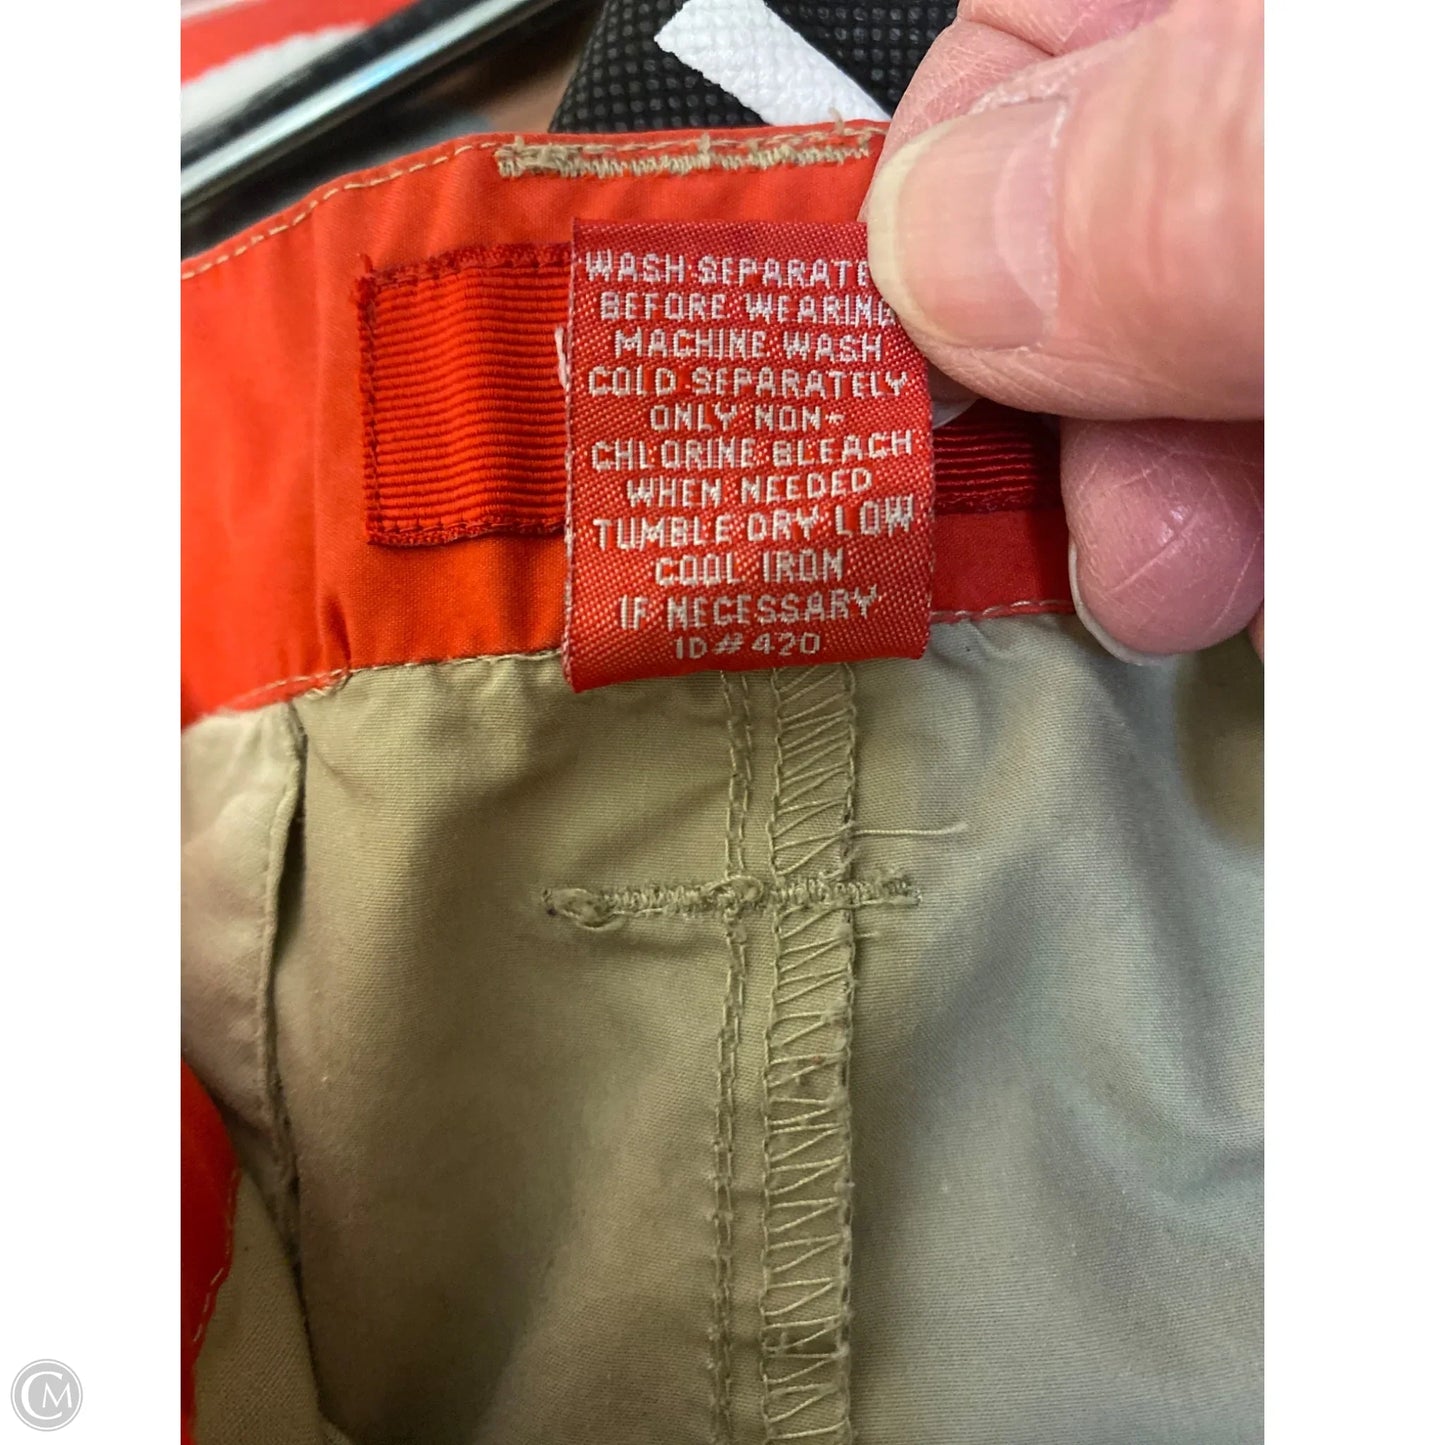 WASH SEPARATE
BEFORE WEARING
MACHINE WASH
COLD SEPARATELY
ONLY NON-
CHLORINE BLEACH
WHEN NEEDED
TUMBLE DRY LOW
COOL IRON
IF NECESSARY
ID# 420
CM